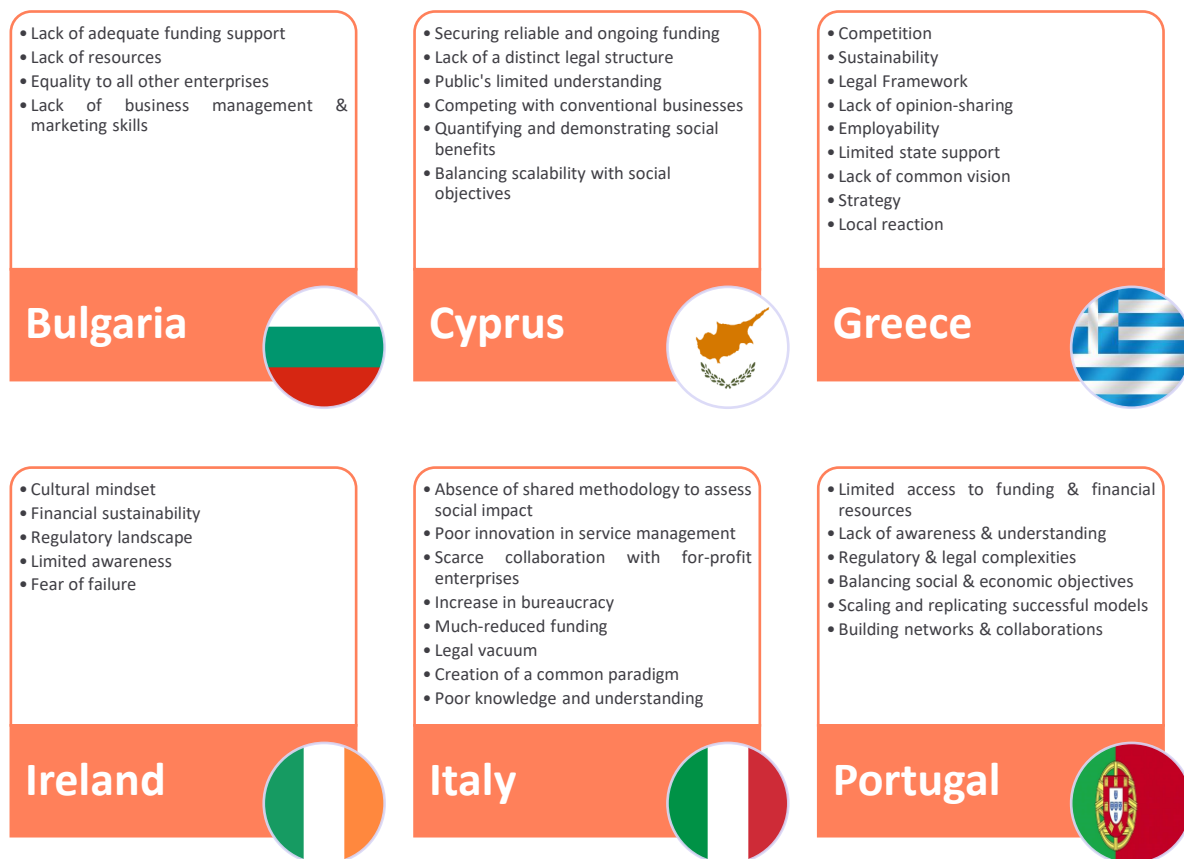 • Lack of adequate funding support
• Lack of resources
• Equality to all other enterprises
• Lack of business management &
marketing skills
Bulgaria
• Securing reliable and ongoing funding
• Lack of a distinct legal structure
• Public's limited understanding
• Competing with conventional businesses
• Quantifying and demonstrating social
benefits
• Balancing scalability with social
objectives
Cyprus
• Competition
• Sustainability
• Legal Framework
• Lack of opinion-sharing
• Employability
• Limited state support
• Lack of common vision
• Strategy
• Local reaction
Greece
• Cultural mindset
• Financial sustainability
• Regulatory landscape
• Limited awareness
• Fear of failure
Ireland
• Absence of shared methodology to assess
social impact
• Poor innovation in service management
• Scarce collaboration with for-profit
enterprises
• Increase in bureaucracy
• Much-reduced funding
• Legal vacuum
• Creation of a common paradigm
• Poor knowledge and understanding
Italy
• Limited access to funding & financial
resources
• Lack of awareness & understanding
• Regulatory & legal complexities
• Balancing social & economic objectives
• Scaling and replicating successful models
• Building networks & collaborations
Portugal